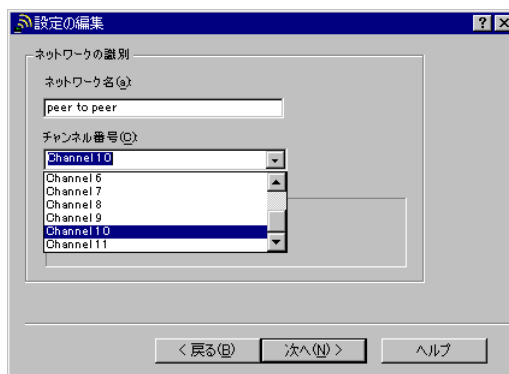 設定の編集
ネットワークの識別
ネットワーク名(a):
peer to peer
チャンネル番号(C):
Channel 10
Channel 6
Channel 7
Channel 8
Channel 9
Channel 10
Channel 11
< 戻る(B)
次へ(N) >
ヘルプ